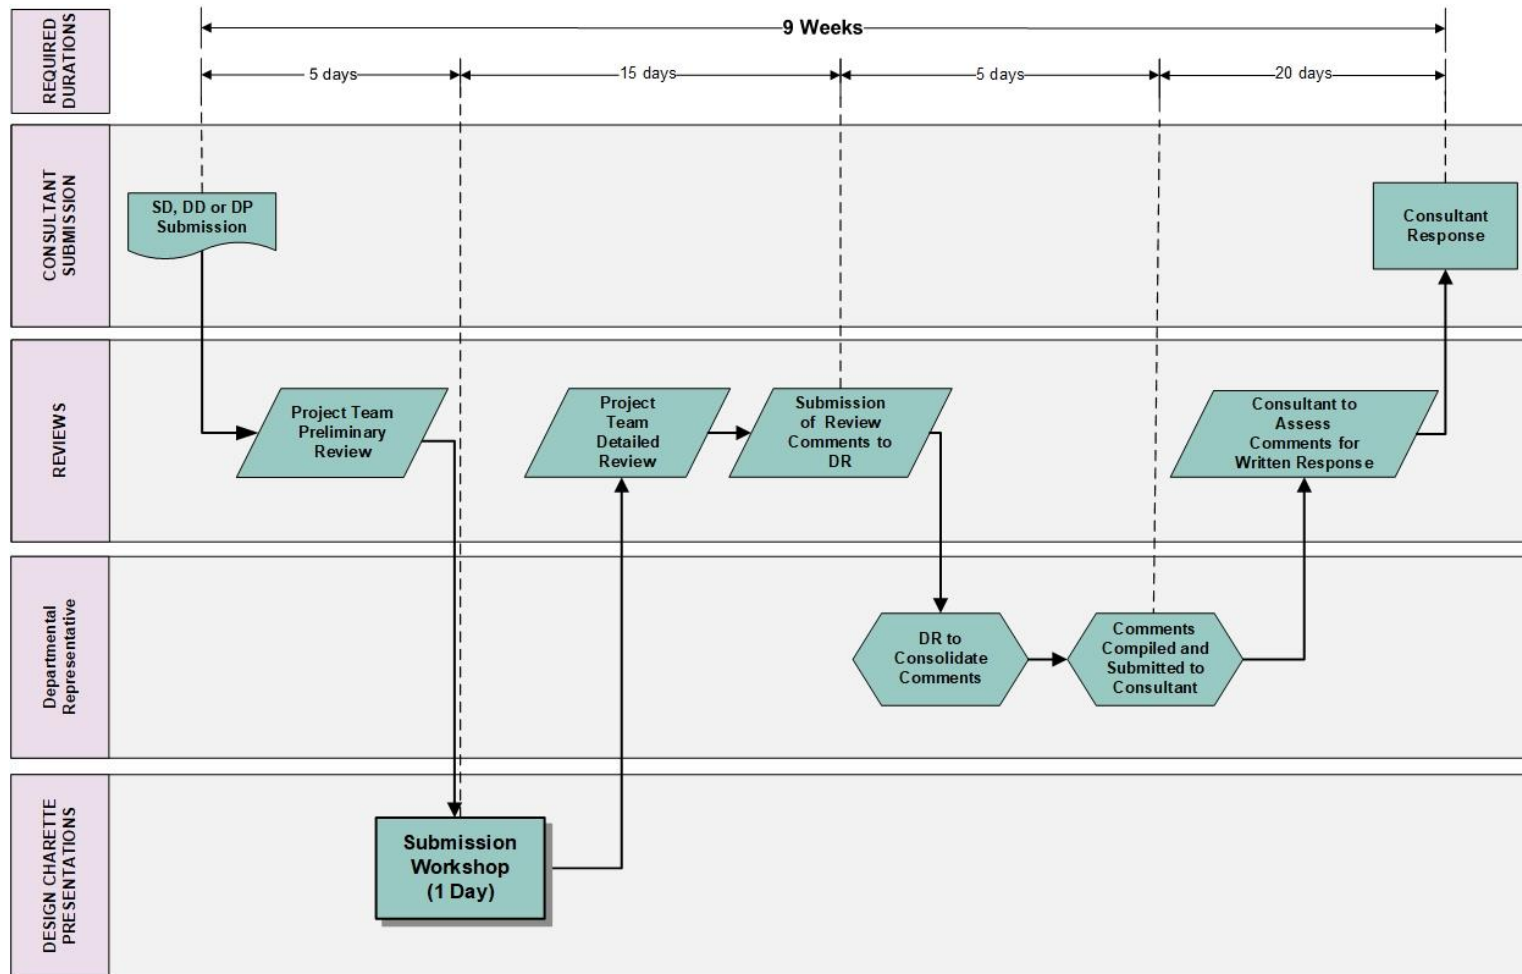 REQUIRED
DURATIONS
9 Weeks
5 days
15 days
5 days
20 days
CONSULTANT
SUBMISSION
SD, DD or DP
Submission
Consultant
Response
REVIEWS
Project Team
Preliminary
Review
Project
Team
Detailed
Review
Submission
of Review
Comments to
DR
Consultant to
Assess
Comments for
Written Response
Departmental
Representative
DR to
Consolidate
Comments
Comments
Compiled and
Submitted to
Consultant
DESIGN CHARETTE
PRESENTATIONS
Submission
Workshop
(1 Day)